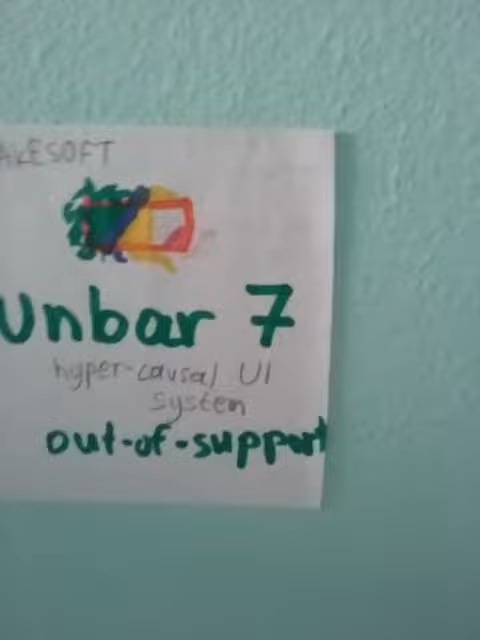 AKESOFT
Unbar 7
hyper-causal UI
system
out-of-support